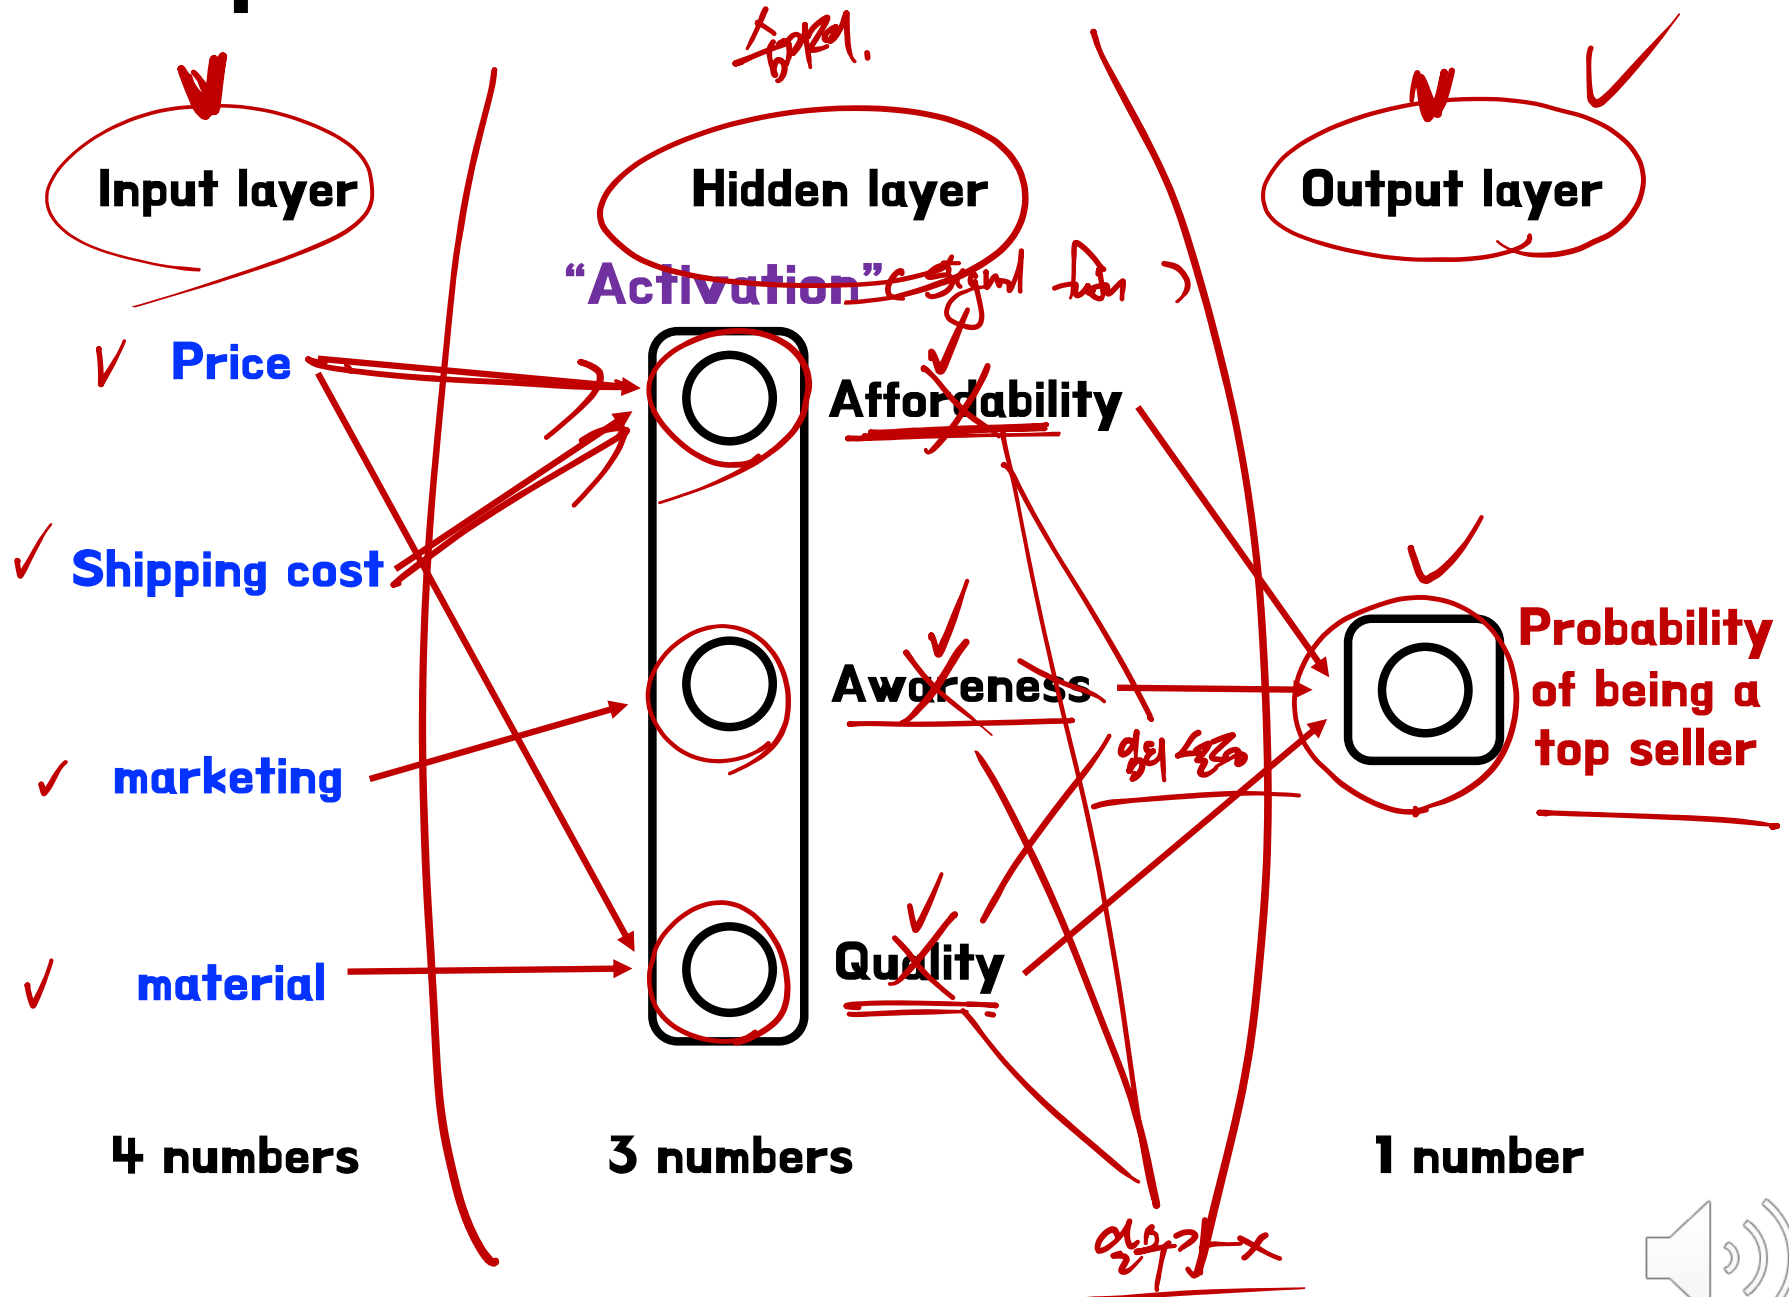 Input layer
Hidden layer
Output layer
“Activation”
Price
Affordability
Shipping cost
Probability
of being a
top seller
Awareness
marketing
Quality
material
4 numbers
3 numbers
1 number